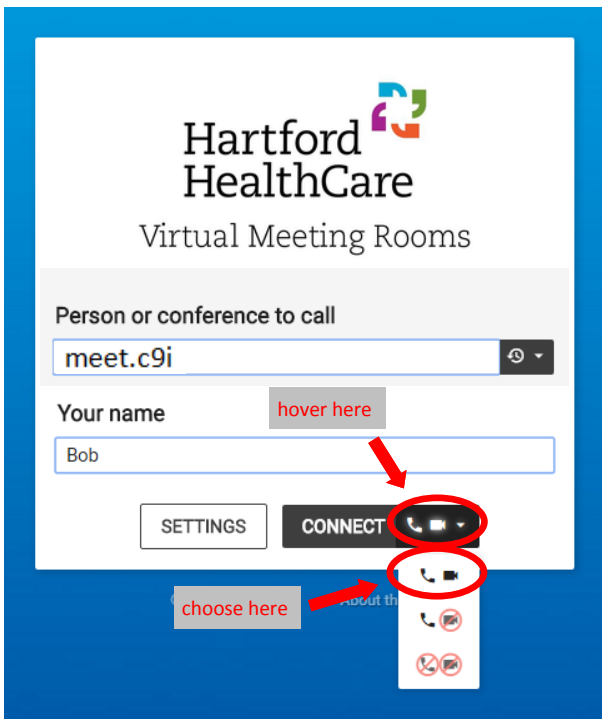 Hartford
HealthCare
Virtual Meeting Rooms
Person or conference to call
meet.c9i
Your name
hover here
Bob
SETTINGS
CONNECT
choose here
About th